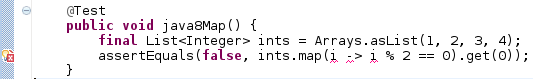 @Test
public void java8Map() {
final List<Integer> ints = Arrays.asList(1, 2, 3, 4);
assertEquals(false, ints.map(i -> i % 2 == 0).get(0));
}